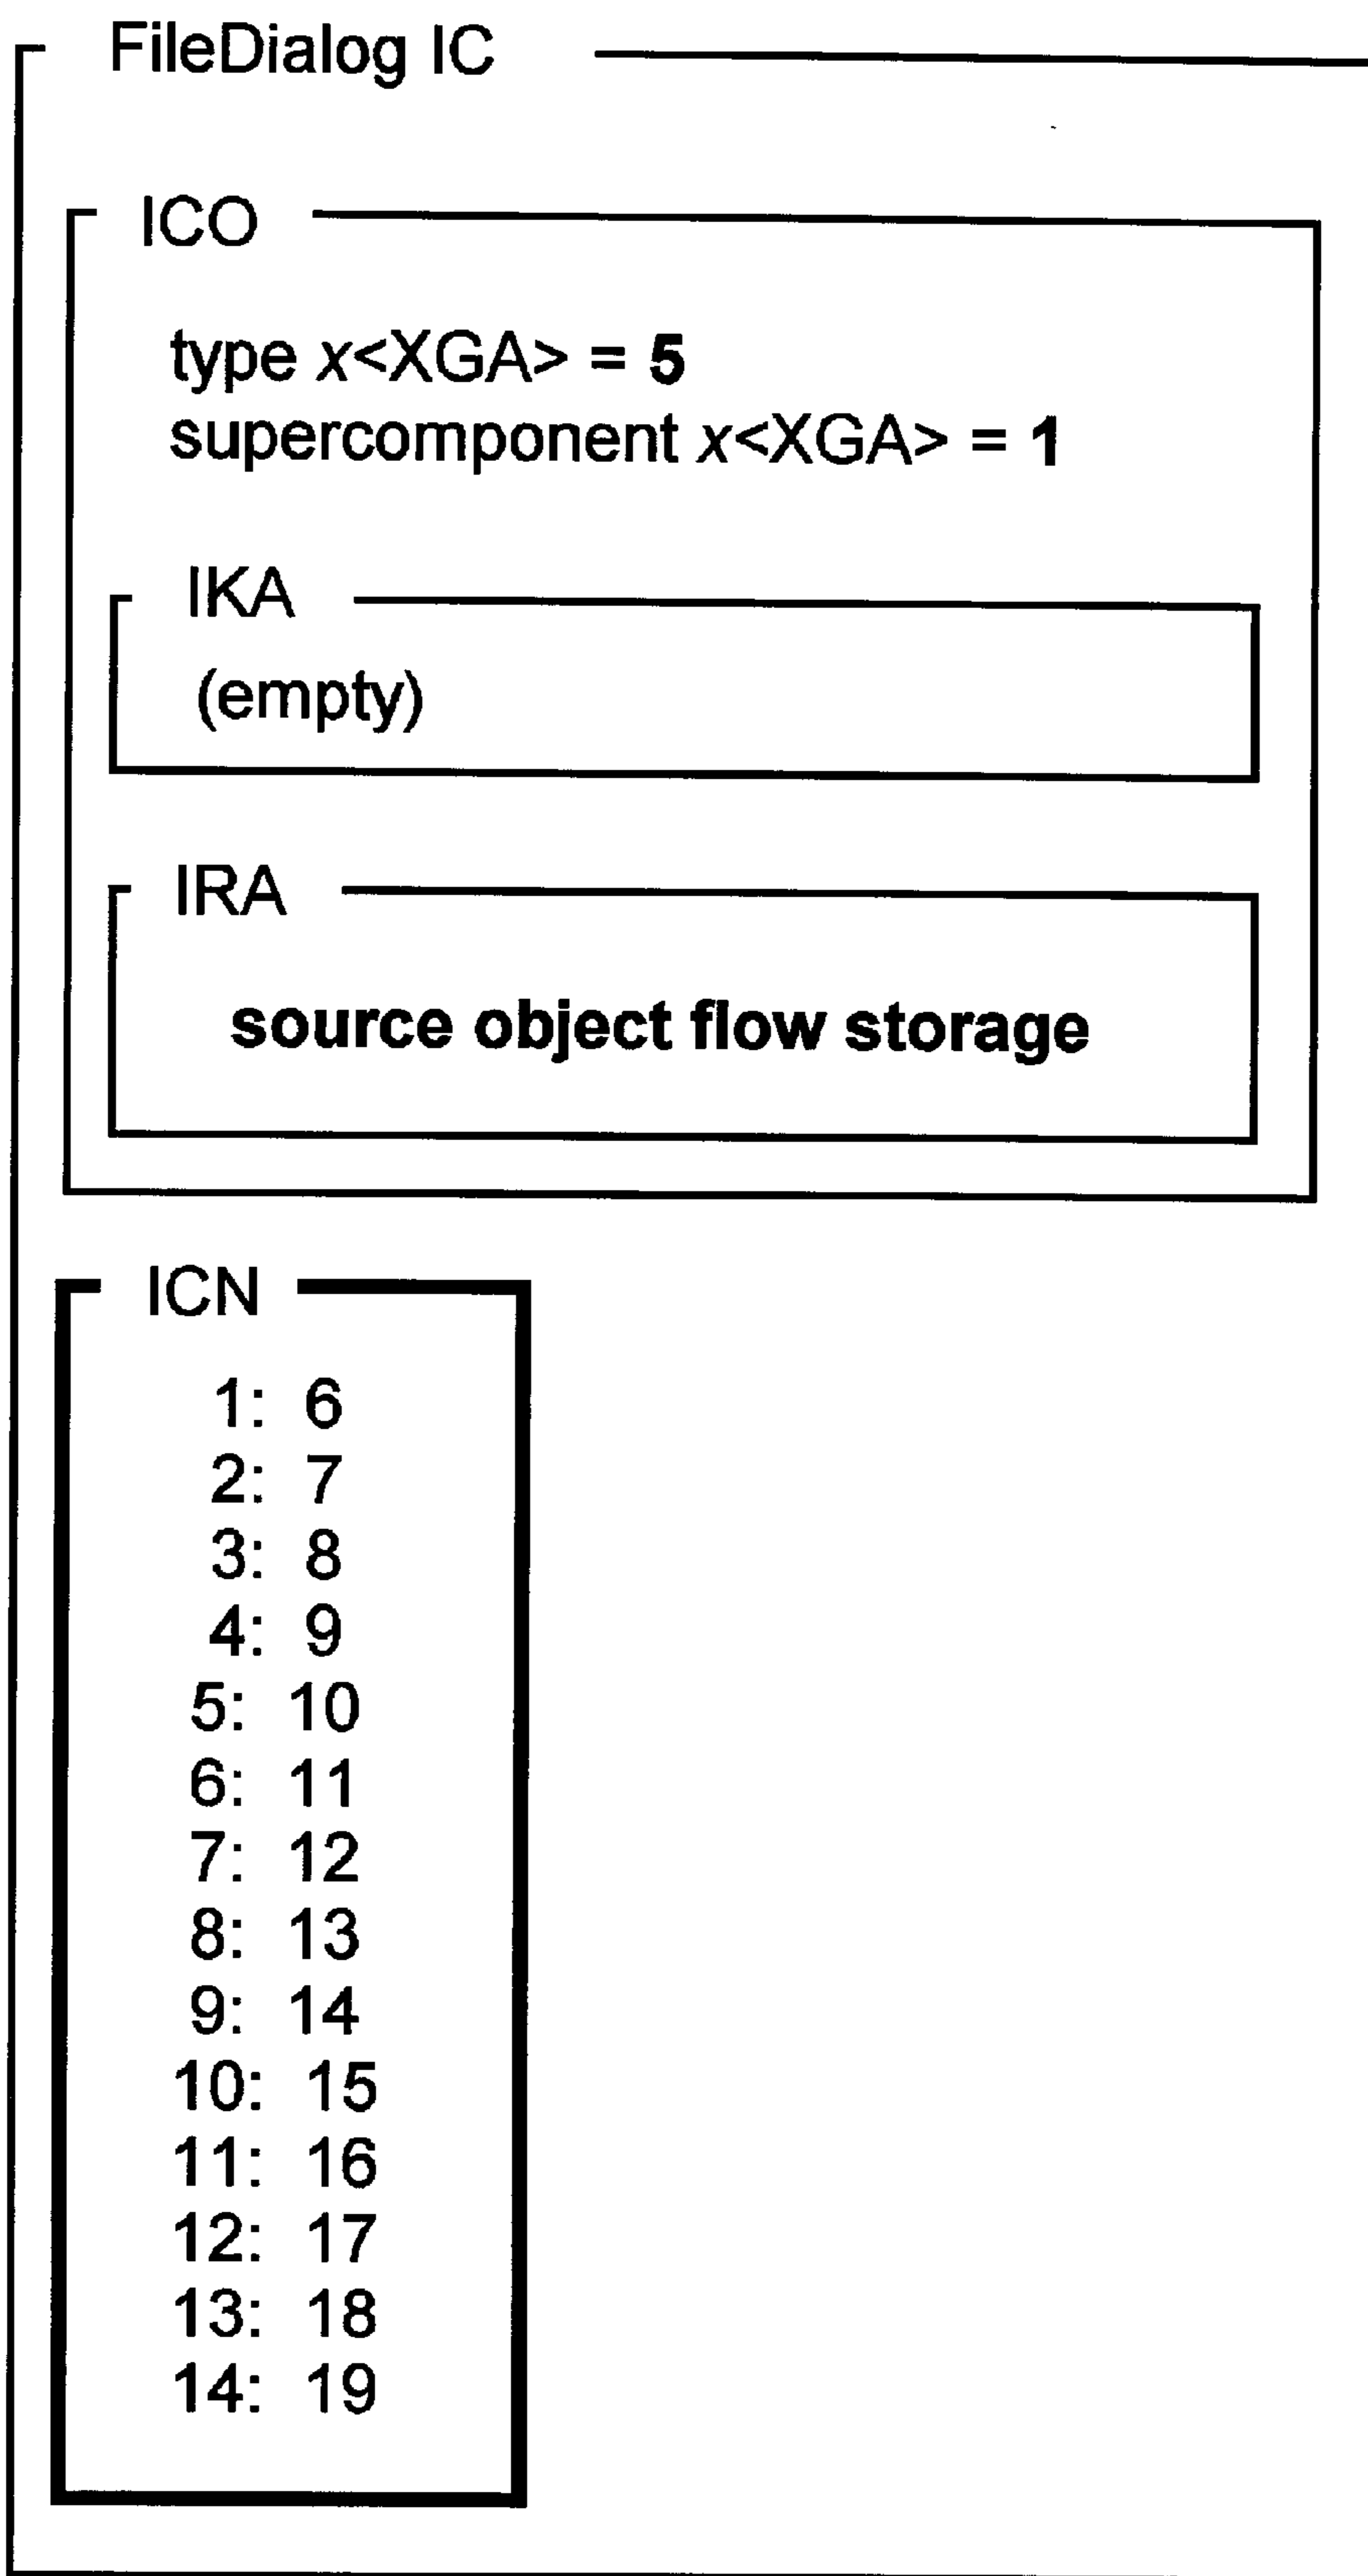 FileDialog IC
ICO
type x<XGA> = 5
supercomponent x<XGA> = 1
IKA
(empty)
IRA
source object flow storage
ICN
1: 6
2: 7
3: 8
4: 9
5: 10
6: 11
7: 12
8: 13
9: 14
10: 15
11: 16
12: 17
13: 18
14: 19